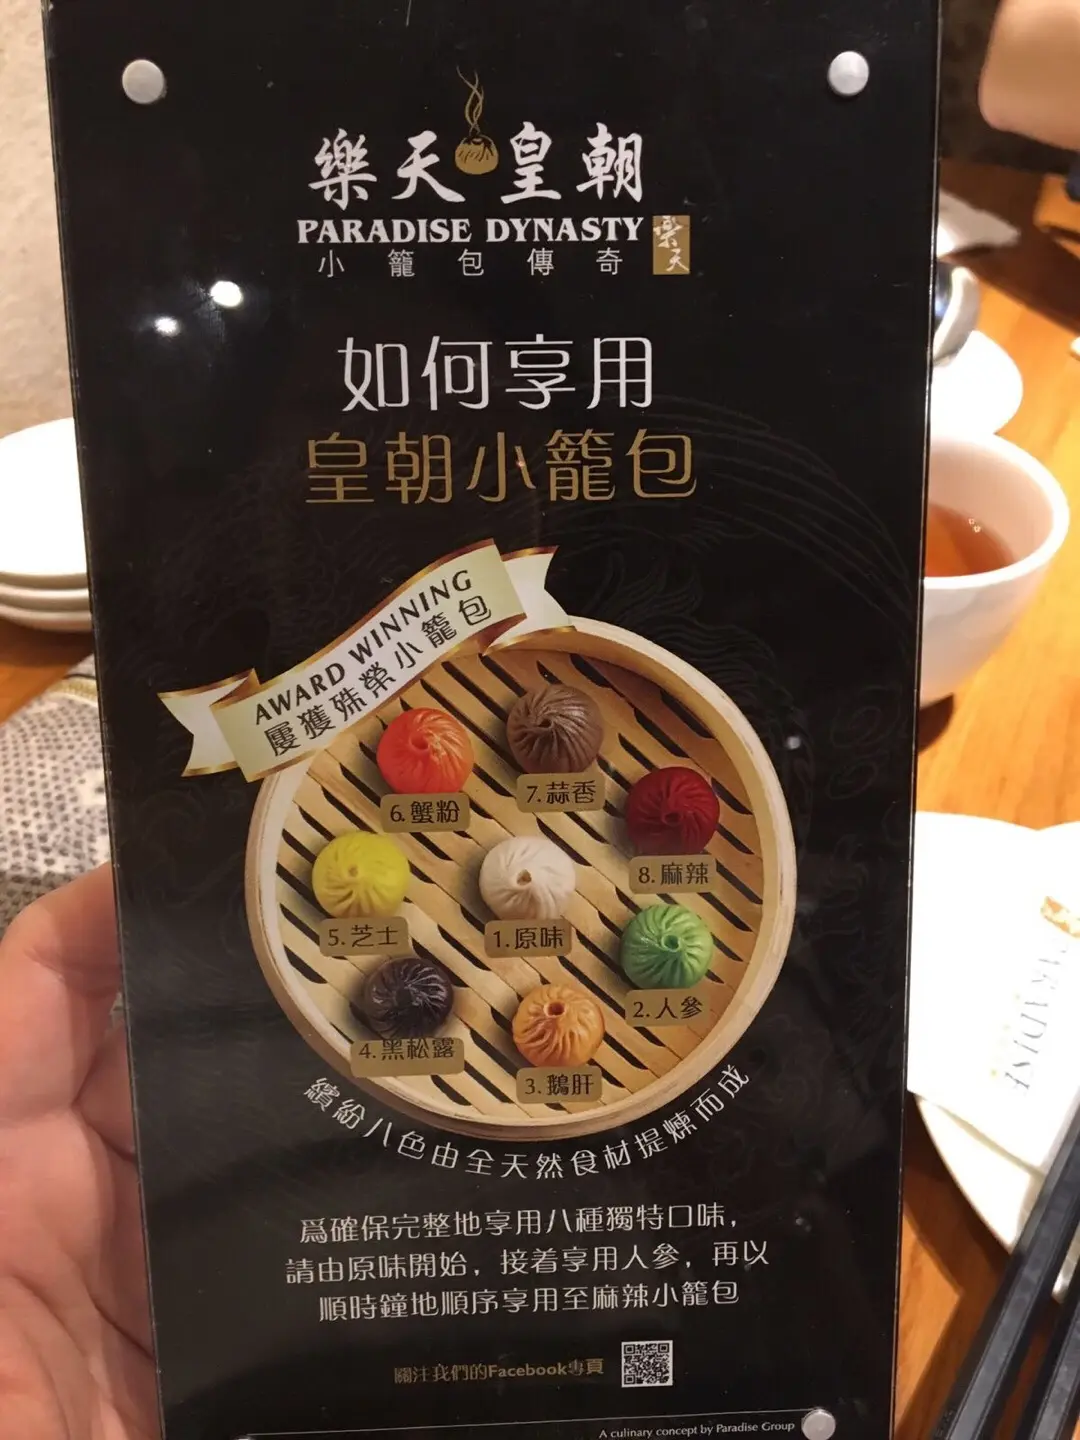 樂天皇朝
PARADISE DYNASTY
樂天
小籠包傳奇
如何享用
皇朝小籠包
AWARD WINNING
屢獲殊榮小籠包
6.蟹粉
7.蒜香
8.麻辣
5.芝士
1.原味
2.人參
4.黑松露
3.鵝肝
繽紛八色由全天然食材提煉而成
爲確保完整地享用八種獨特口味，
請由原味開始，接着享用人參，再以
順時鐘地順序享用至麻辣小籠包
關注我們的Facebook專頁
A culinary concept by Paradise Group
PARADISE